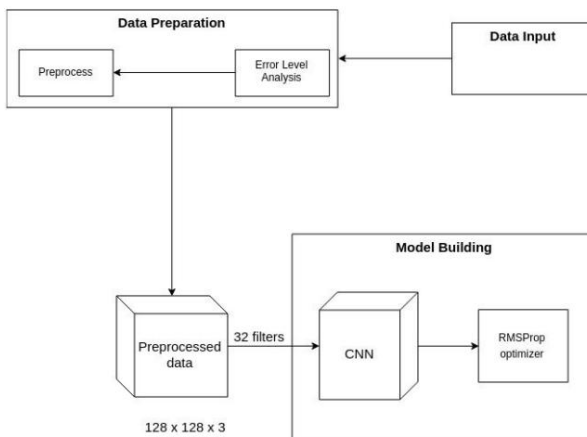 Data Preparation
Data Input
Preprocess
Error Level
Analysis
Model Building
Preprocessed
data
32 filters
CNN
RMSProp
optimizer
128 x 128 x 3